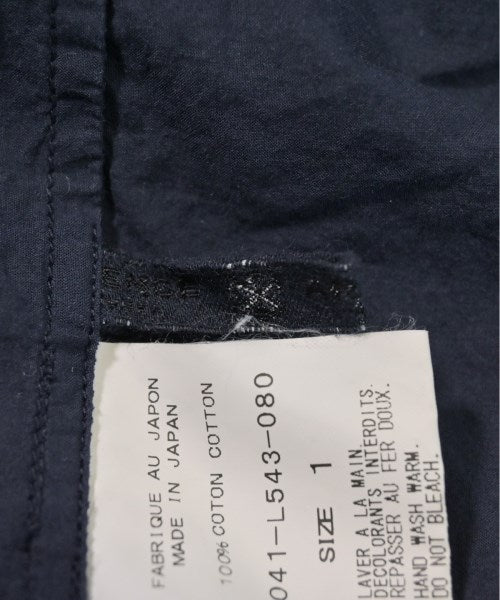 FABRIQUE AU JAPON
MADE IN JAPAN
100% COTON COTTON
041-L543-080
SIZE 1
LAVER A LA MAIN.
DECOLORANTS INTERDITS.
REPASSER AU FER DOUX.
HAND WASH WARM.
DO NOT BLEACH.